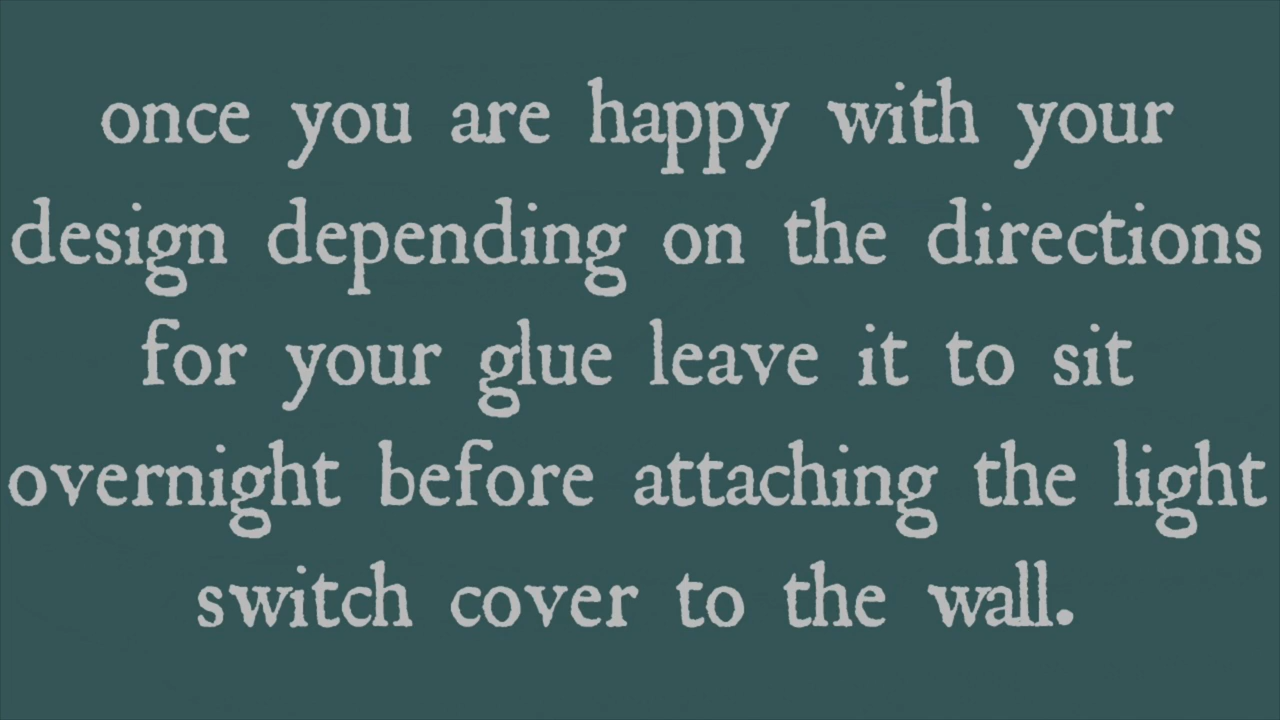 once you are happy with your
design depending on the directions
for your glue leave it to sit
overnight before attaching the light
switch cover to the wall.